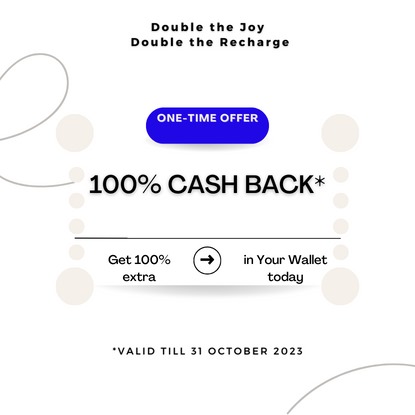 Double the Joy
Double the Recharge
ONE-TIME OFFER
100% CASH BACK*
Get 100% extra
→
in Your Wallet today
*VALID TILL 31 OCTOBER 2023